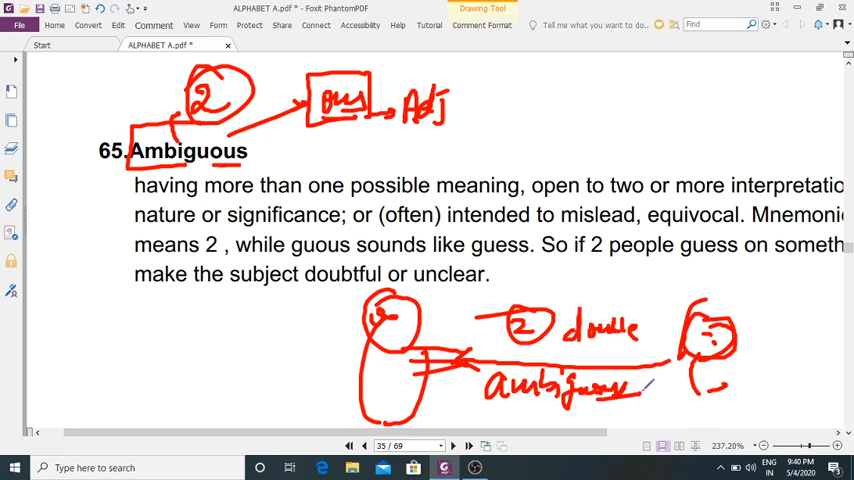 ALPHABET A.pdf * - Foxit PhantomPDF
Drawing Tool
File Home Convert Edit Comment View Form Protect Share Connect Accessibility Help Tutorial Comment Format Tell me what you want to do... Find
Start ALPHABET A.pdf *
2 ous Adj
65.Ambiguous
having more than one possible meaning, open to two or more interpretatio
nature or significance; or (often) intended to mislead, equivocal. Mnemoni
means 2 , while guous sounds like guess. So if 2 people guess on someth
make the subject doubtful or unclear.
2 double
ambiguous
35 / 69 237.20%
Type here to search
ENG 9:40 PM
IN 5/4/2020
3